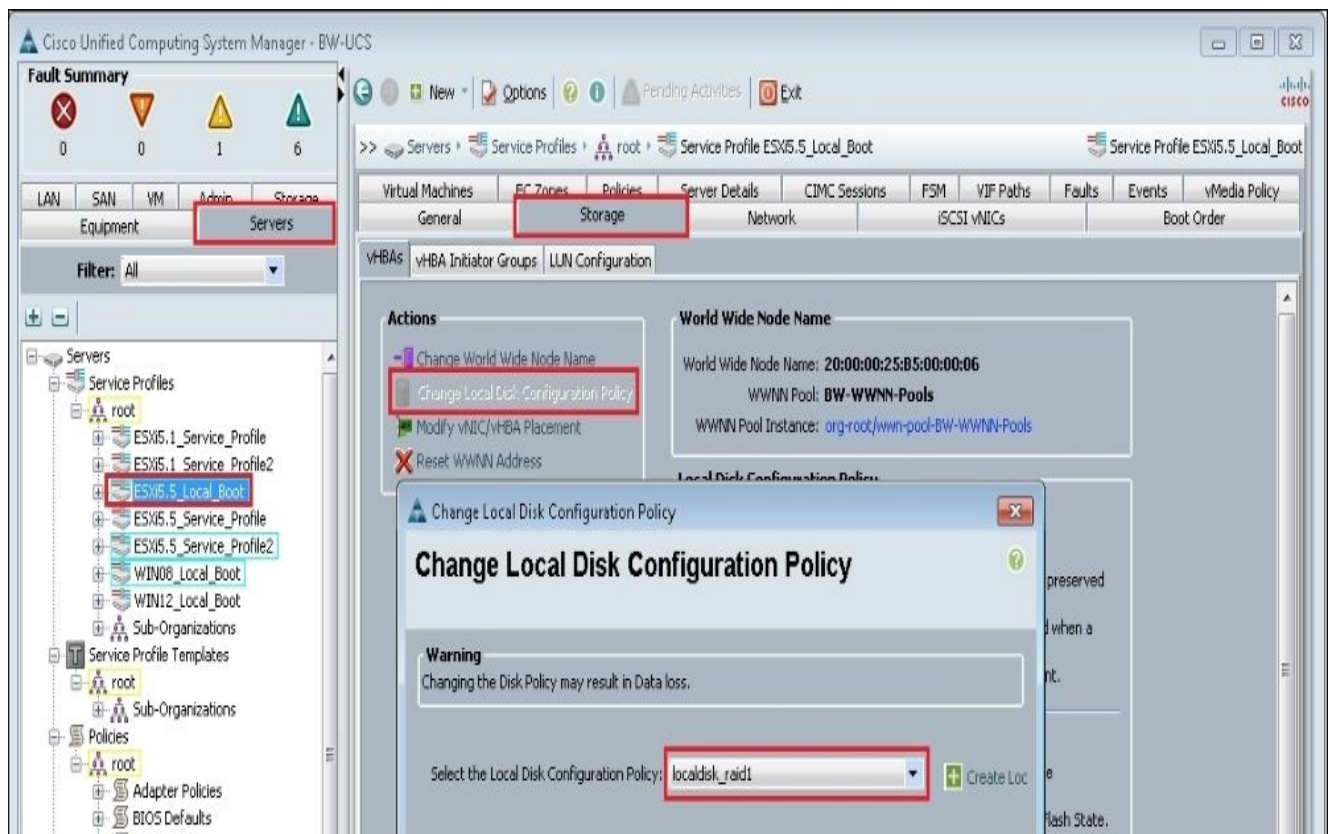 Cisco Unified Computing System Manager - BW-UCS
Fault Summary
0 0 1 6
New Options Pending Activities Exit
cisco
>> Servers Service Profiles root Service Profile ESXi5.5_Local_Boot Service Profile ESXi5.5_Local_Boot
LAN SAN VM Admin Storage
Equipment Servers
Filter: All
Virtual Machines FC Zones Policies Server Details CIMC Sessions FSM VIF Paths Faults Events vMedia Policy
General Storage Network iSCSI vNICs Boot Order
vHBAs vHBA Initiator Groups LUN Configuration
Servers
Service Profiles
root
ESXi5.1_Service_Profile
ESXi5.1_Service_Profile2
ESXi5.5_Local_Boot
ESXi5.5_Service_Profile
ESXi5.5_Service_Profile2
WIN08_Local_Boot
WIN12_Local_Boot
Sub-Organizations
Service Profile Templates
root
Sub-Organizations
Policies
root
Adapter Policies
BIOS Defaults
Actions
Change World Wide Node Name
Change Local Disk Configuration Policy
Modify vNIC/vHBA Placement
Reset WWNN Address
World Wide Node Name
World Wide Node Name: 20:00:00:25:B5:00:00:06
WWNN Pool: BW-WWNN-Pools
WWNN Pool Instance: org-root/wwn-pool-BW-WWNN-Pools
Local Disk Configuration Policy
Change Local Disk Configuration Policy
Change Local Disk Configuration Policy
Warning
Changing the Disk Policy may result in Data loss.
Select the Local Disk Configuration Policy: localdisk_raid1 Create Loc
preserved
d when a
nt.
e
Flash State.